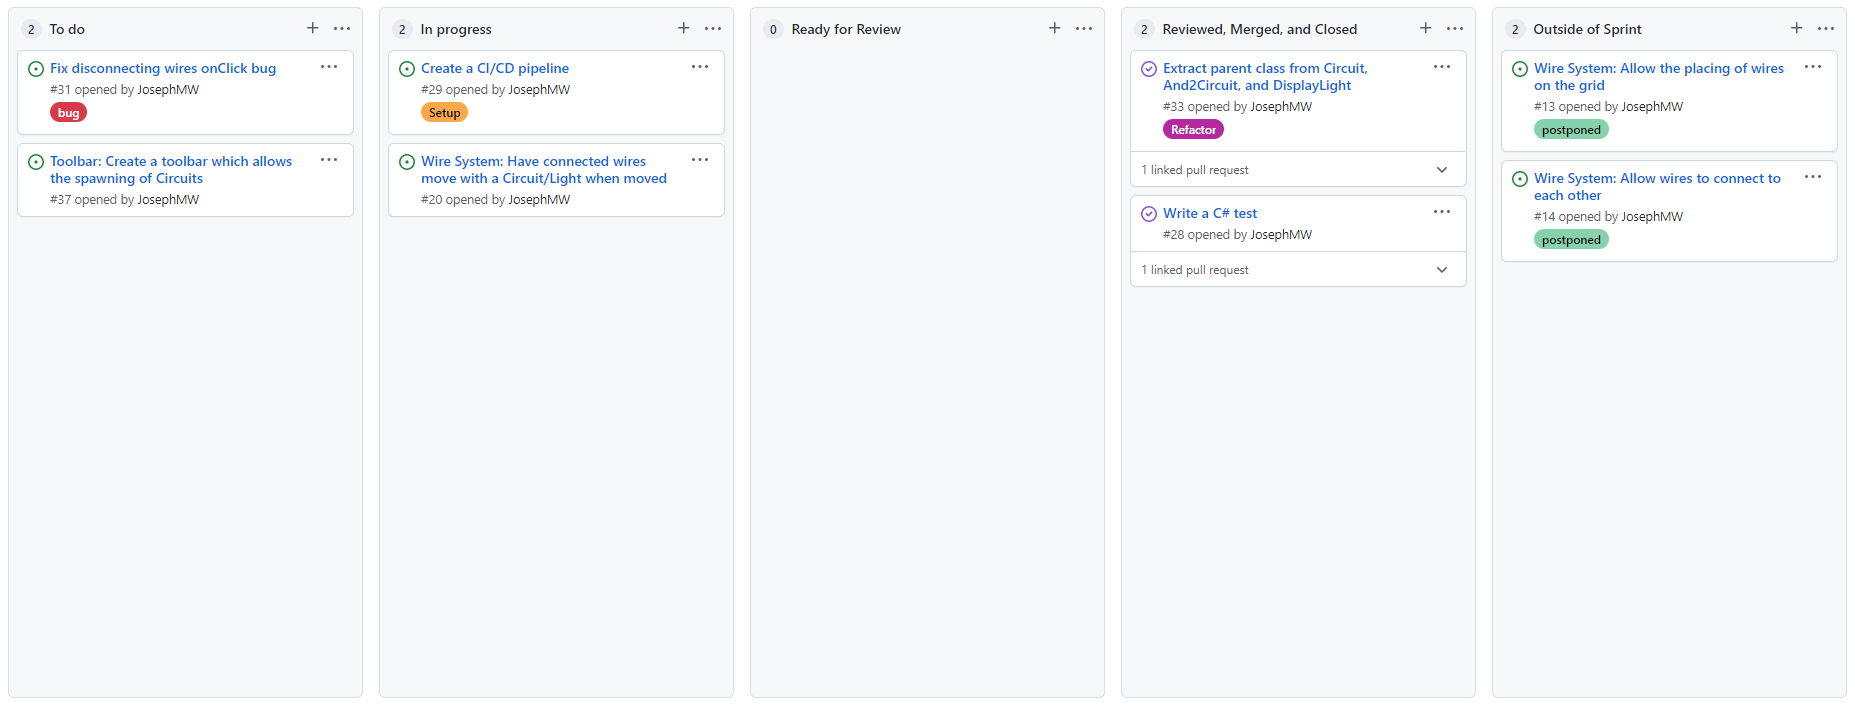 2 To do
Fix disconnecting wires onClick bug
#31 opened by JosephMW
bug
Toolbar: Create a toolbar which allows
the spawning of Circuits
#37 opened by JosephMW
2 In progress
Create a CI/CD pipeline
#29 opened by JosephMW
Setup
Wire System: Have connected wires
move with a Circuit/Light when moved
#20 opened by JosephMW
0 Ready for Review
2 Reviewed, Merged, and Closed
Extract parent class from Circuit,
And2Circuit, and DisplayLight
#33 opened by JosephMW
Refactor
1 linked pull request
Write a C# test
#28 opened by JosephMW
1 linked pull request
2 Outside of Sprint
Wire System: Allow the placing of wires
on the grid
#13 opened by JosephMW
postponed
Wire System: Allow wires to connect to
each other
#14 opened by JosephMW
postponed